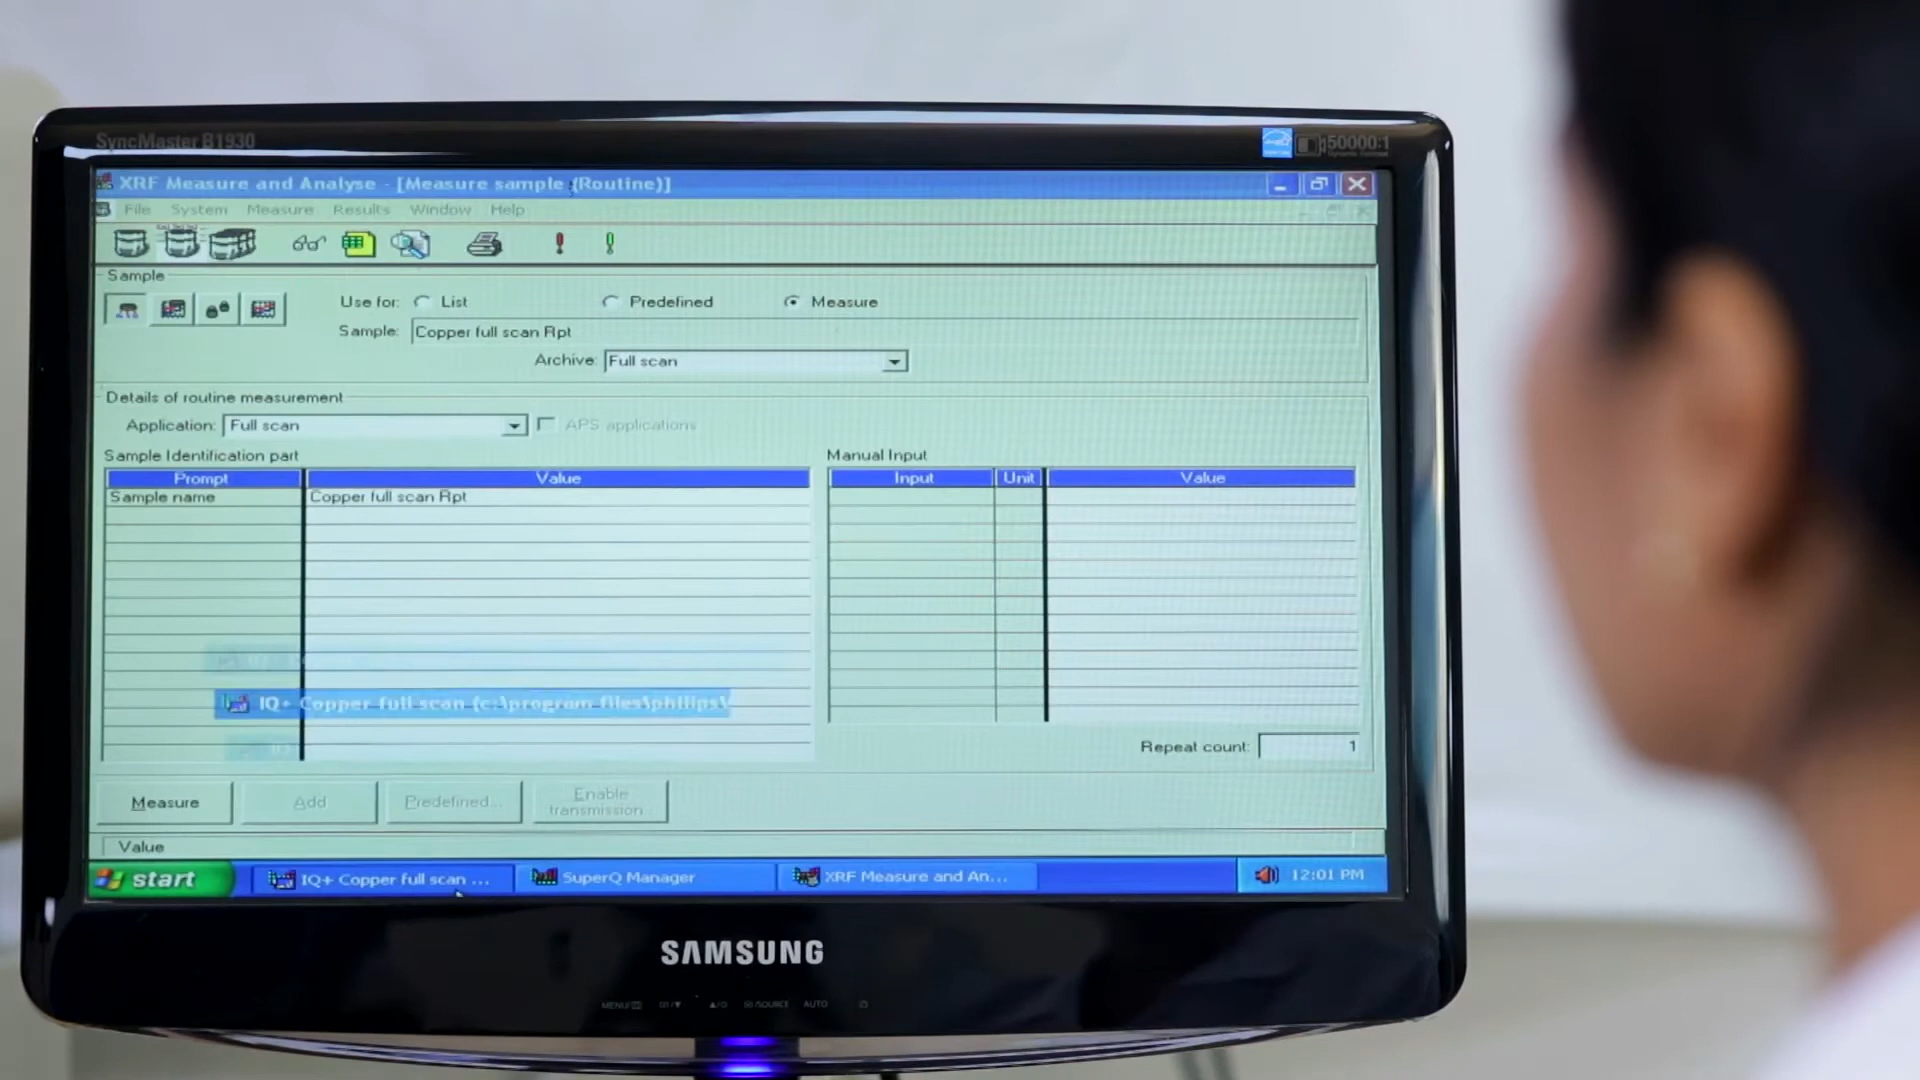 SyncMaster B1930
50000:1
XRF Measure and Analyse - [Measure sample (Routine)]
File System Measure Results Window Help
Sample
Use for: List Predefined Measure
Sample: Copper full scan Rpt
Archive: Full scan
Details of routine measurement
Application: Full scan APS applications
Sample Identification part
Manual Input
Prompt Value
Input Unit Value
Sample name Copper full scan Rpt
IQ+ Copper full scan (c:\program files\philips\
Repeat count: 1
Measure Add Predefined... Enable transmission...
Value
start IQ+ Copper full scan ... SuperQ Manager XRF Measure and An... 12:01 PM
SAMSUNG
MENU SOURCE AUTO